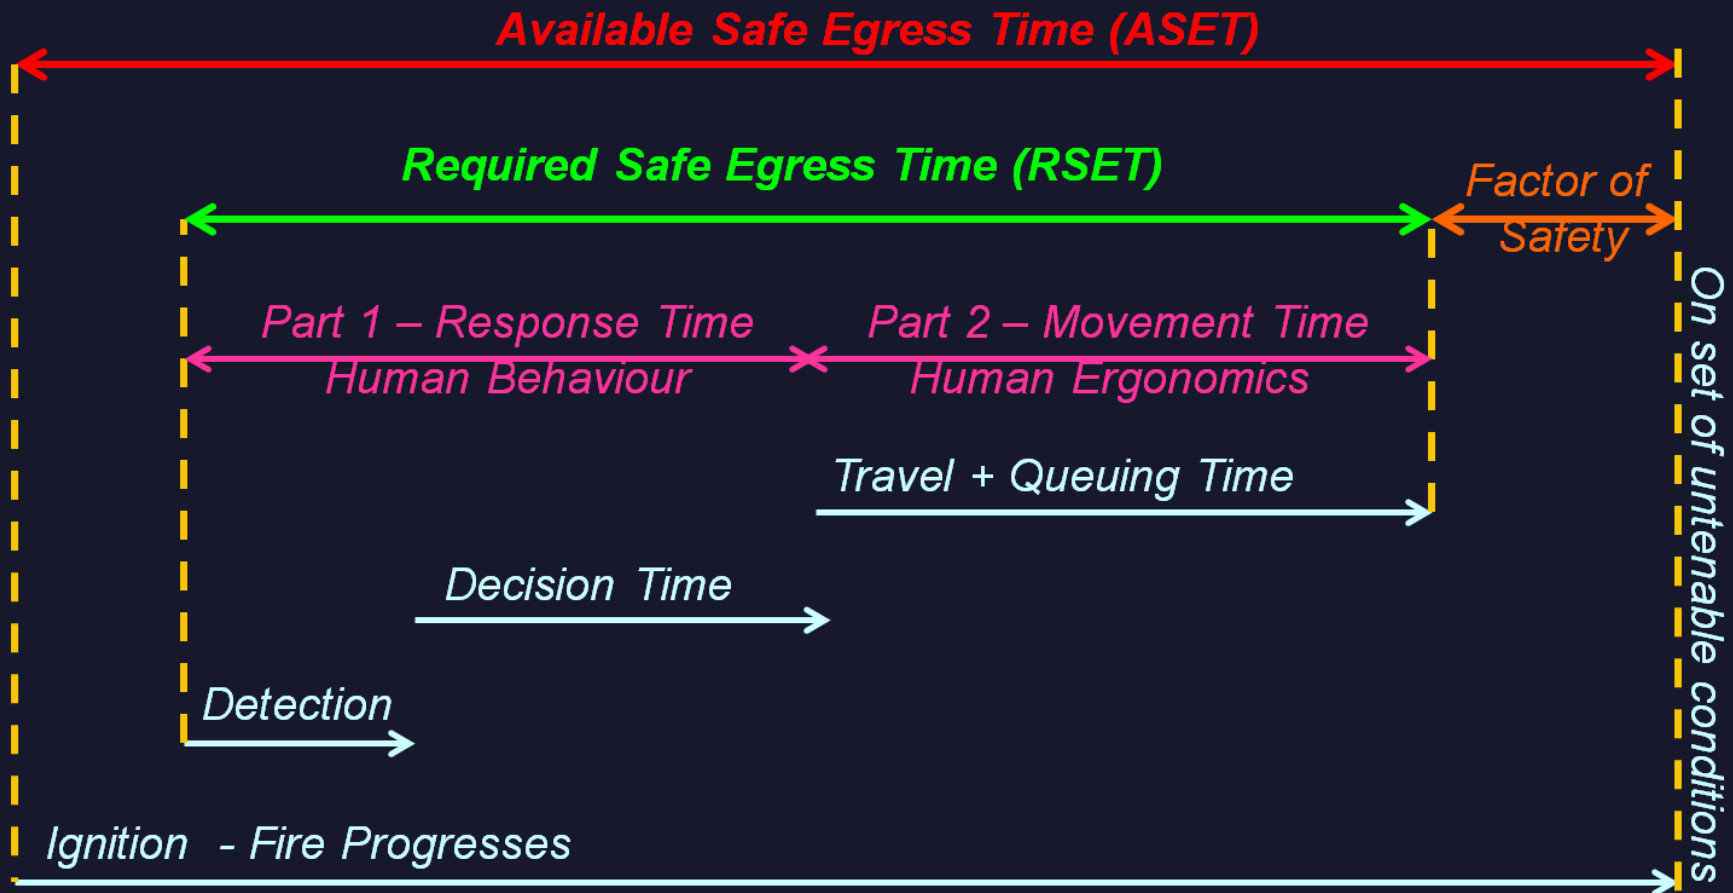 Available Safe Egress Time (ASET)
Required Safe Egress Time (RSET)
Factor of
Safety
Part 1 – Response Time
Human Behaviour
Part 2 – Movement Time
Human Ergonomics
Travel + Queuing Time
Decision Time
Detection
Ignition - Fire Progresses
On set of untenable conditions